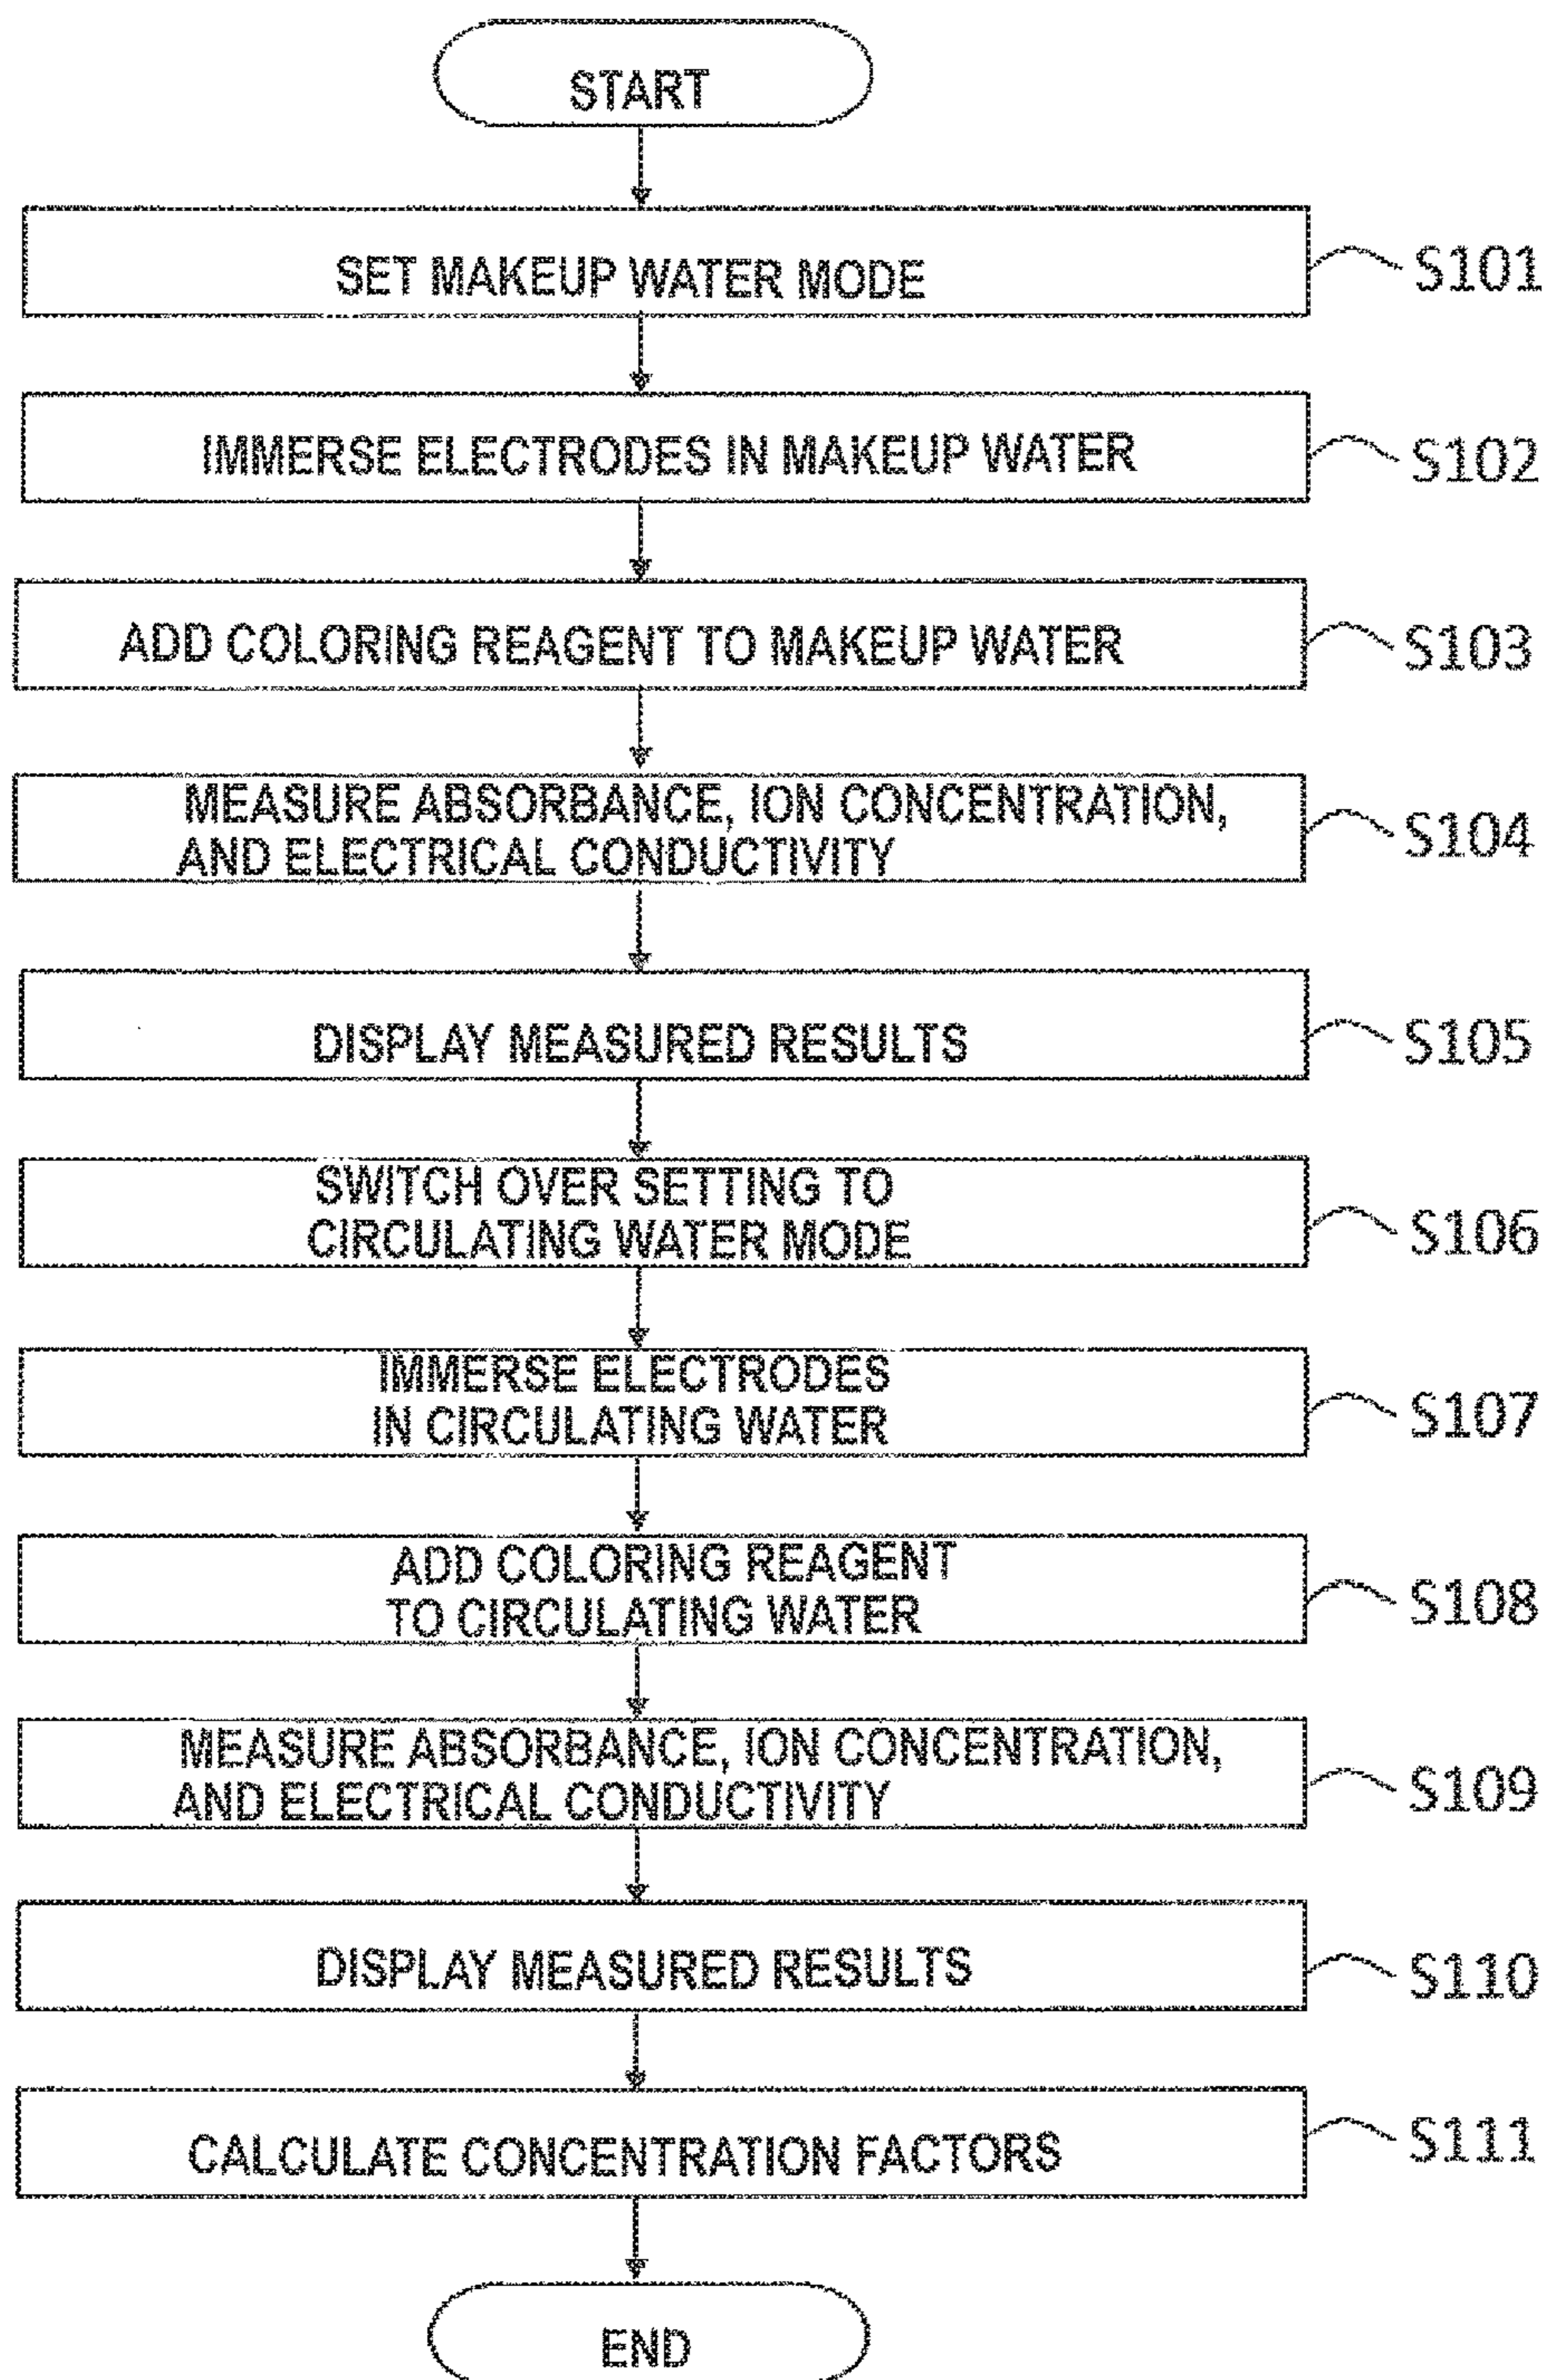 START
SET MAKEUP WATER MODE
S101
IMMERSE ELECTRODES IN MAKEUP WATER
S102
ADD COLORING REAGENT TO MAKEUP WATER
S103
MEASURE ABSORBANCE, ION CONCENTRATION,
AND ELECTRICAL CONDUCTIVITY
S104
DISPLAY MEASURED RESULTS
S105
SWITCH OVER SETTING TO
CIRCULATING WATER MODE
S106
IMMERSE ELECTRODES
IN CIRCULATING WATER
S107
ADD COLORING REAGENT
TO CIRCULATING WATER
S108
MEASURE ABSORBANCE, ION CONCENTRATION,
AND ELECTRICAL CONDUCTIVITY
S109
DISPLAY MEASURED RESULTS
S110
CALCULATE CONCENTRATION FACTORS
S111
END